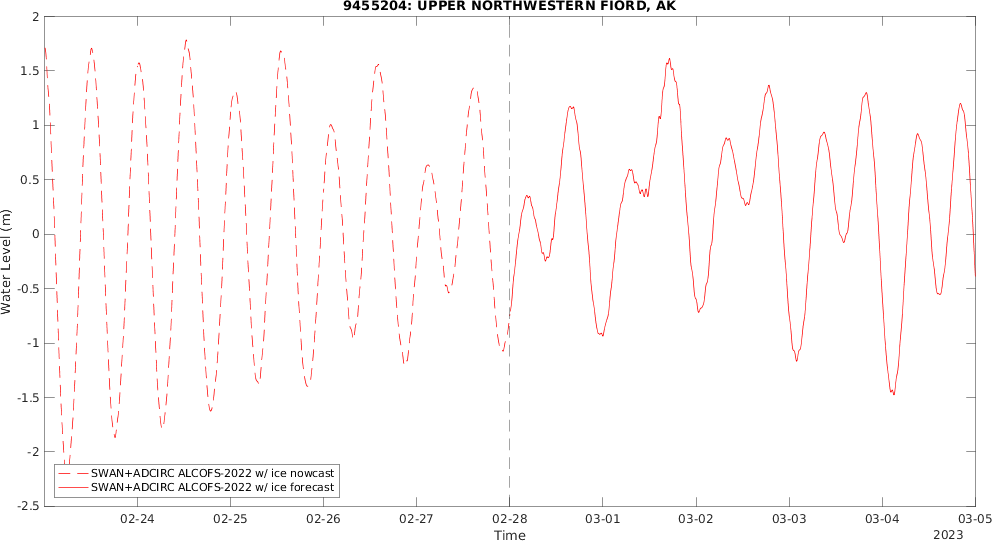 9455204: UPPER NORTHWESTERN FIORD, AK
2
1.5
1
0.5
0
-0.5
-1
-1.5
-2
-2.5
Water Level (m)
SWAN+ADCIRC ALCOFS-2022 w/ ice nowcast
SWAN+ADCIRC ALCOFS-2022 w/ ice forecast
02-24 02-25 02-26 02-27 02-28 03-01 03-02 03-03 03-04 03-05
Time
2023